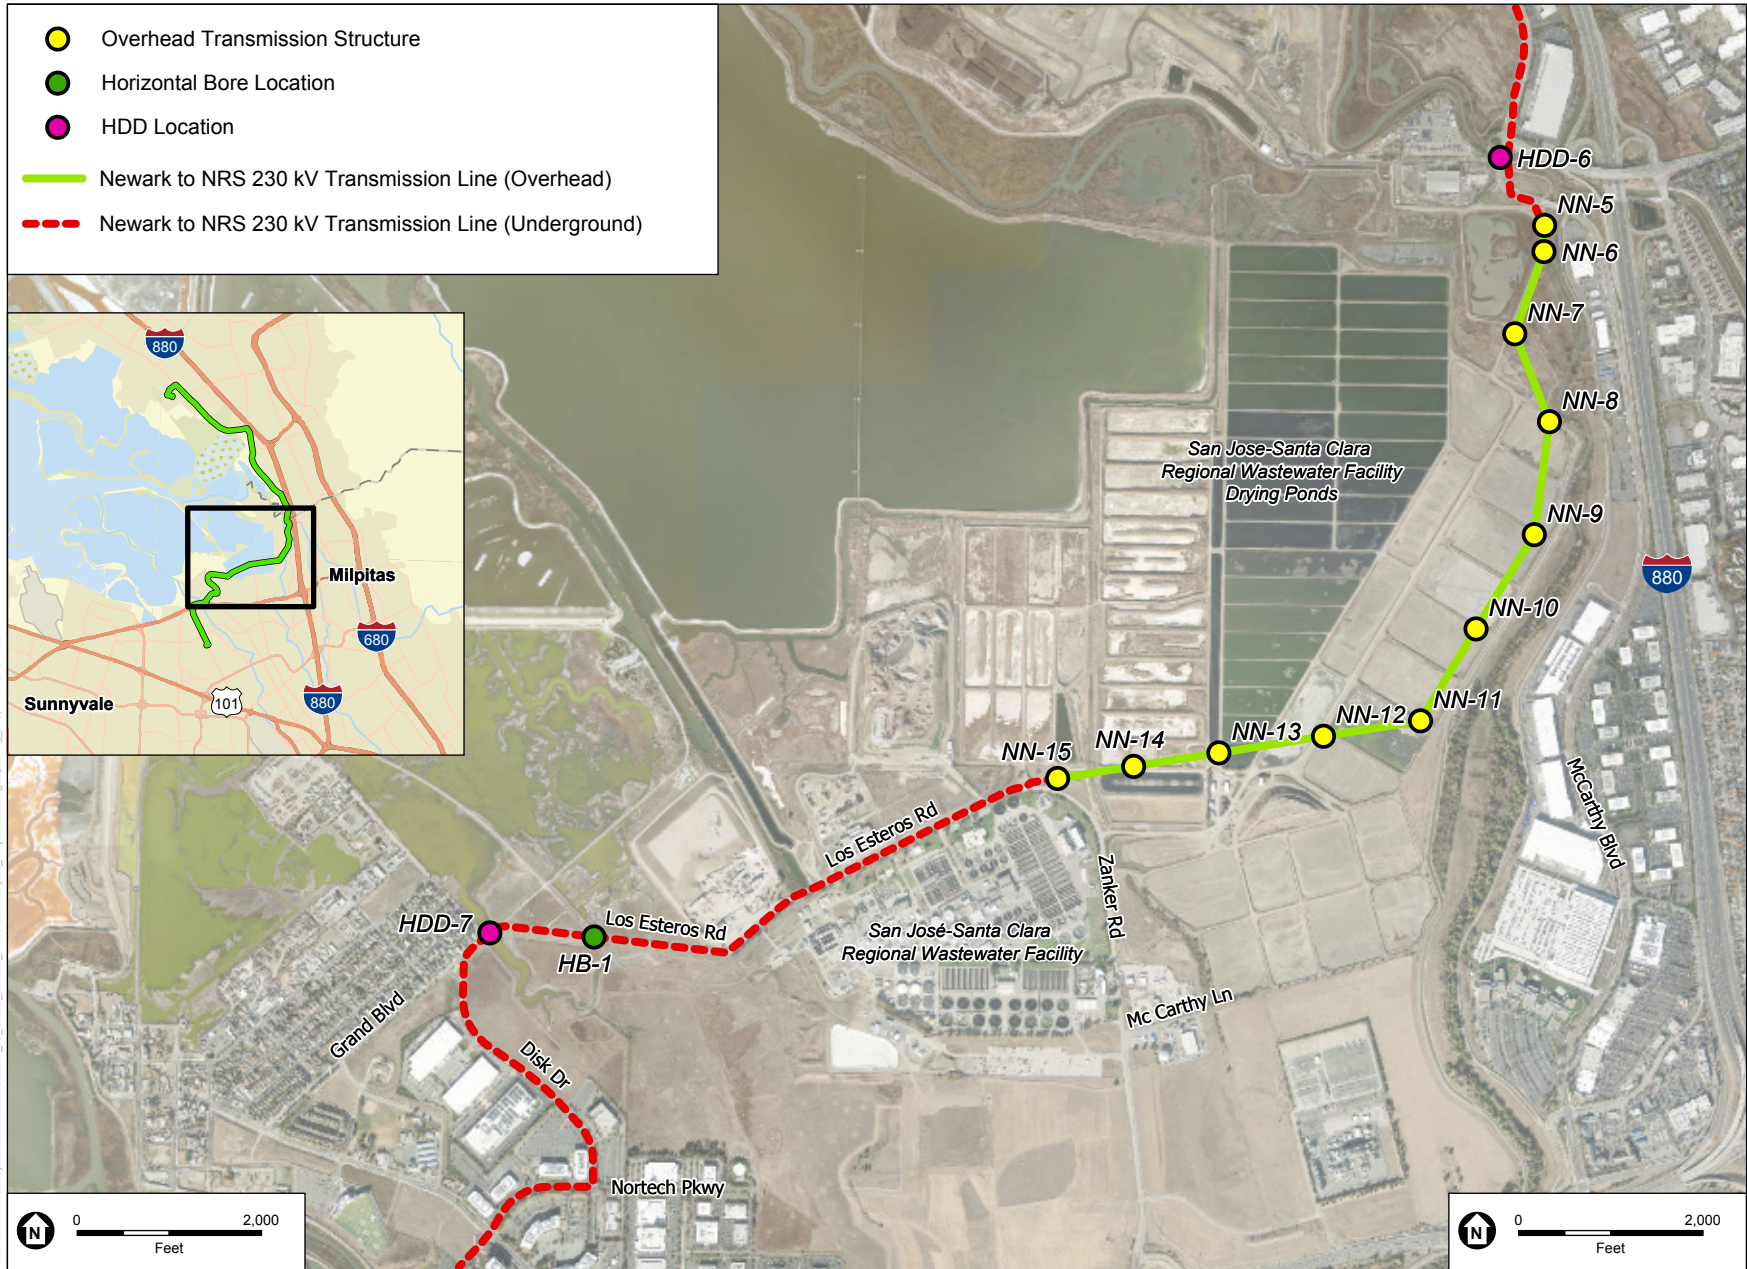 Overhead Transmission Structure
Horizontal Bore Location
HDD Location
Newark to NRS 230 kV Transmission Line (Overhead)
Newark to NRS 230 kV Transmission Line (Underground)
880
Milpitas
680
Sunnyvale
101
880
HDD-6
NN-5
NN-6
NN-7
NN-8
San Jose-Santa Clara
Regional Wastewater Facility
Drying Ponds
NN-9
880
NN-10
NN-11
NN-12
NN-13
NN-14
NN-15
McCarthy Blvd
Los Esteros Rd
Zanker Rd
HDD-7
Los Esteros Rd
HB-1
San José-Santa Clara
Regional Wastewater Facility
Mc Carthy Ln
Grand Blvd
Disk Dr
Nortech Pkwy
N
0 2,000
Feet
N
0 2,000
Feet